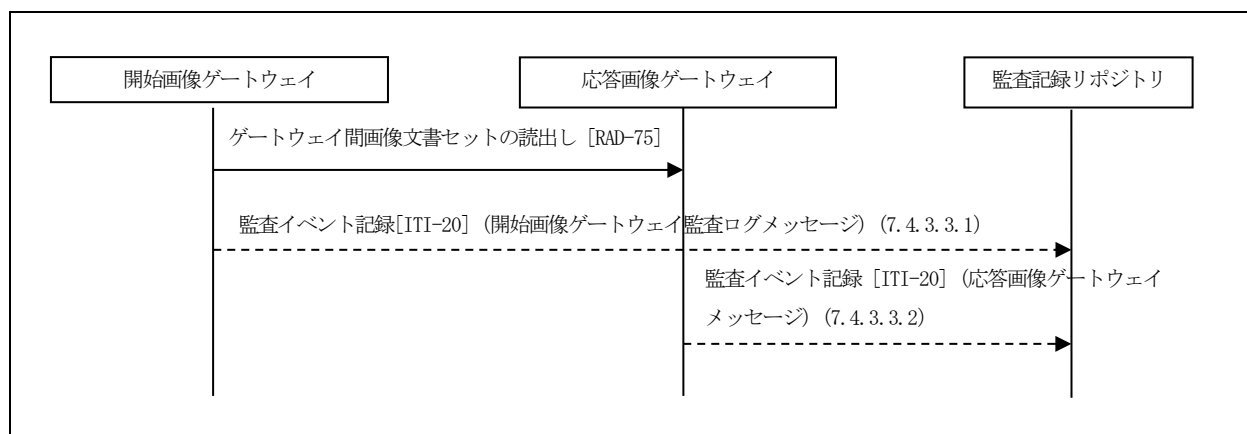 開始画像ゲートウェイ
応答画像ゲートウェイ
監査記録リポジトリ
ゲートウェイ間画像文書セットの読出し [RAD-75]
監査イベント記録[ITI-20] (開始画像ゲートウェイ監査ログメッセージ) (7.4.3.3.1)
監査イベント記録 [ITI-20] (応答画像ゲートウェイ
メッセージ) (7.4.3.3.2)